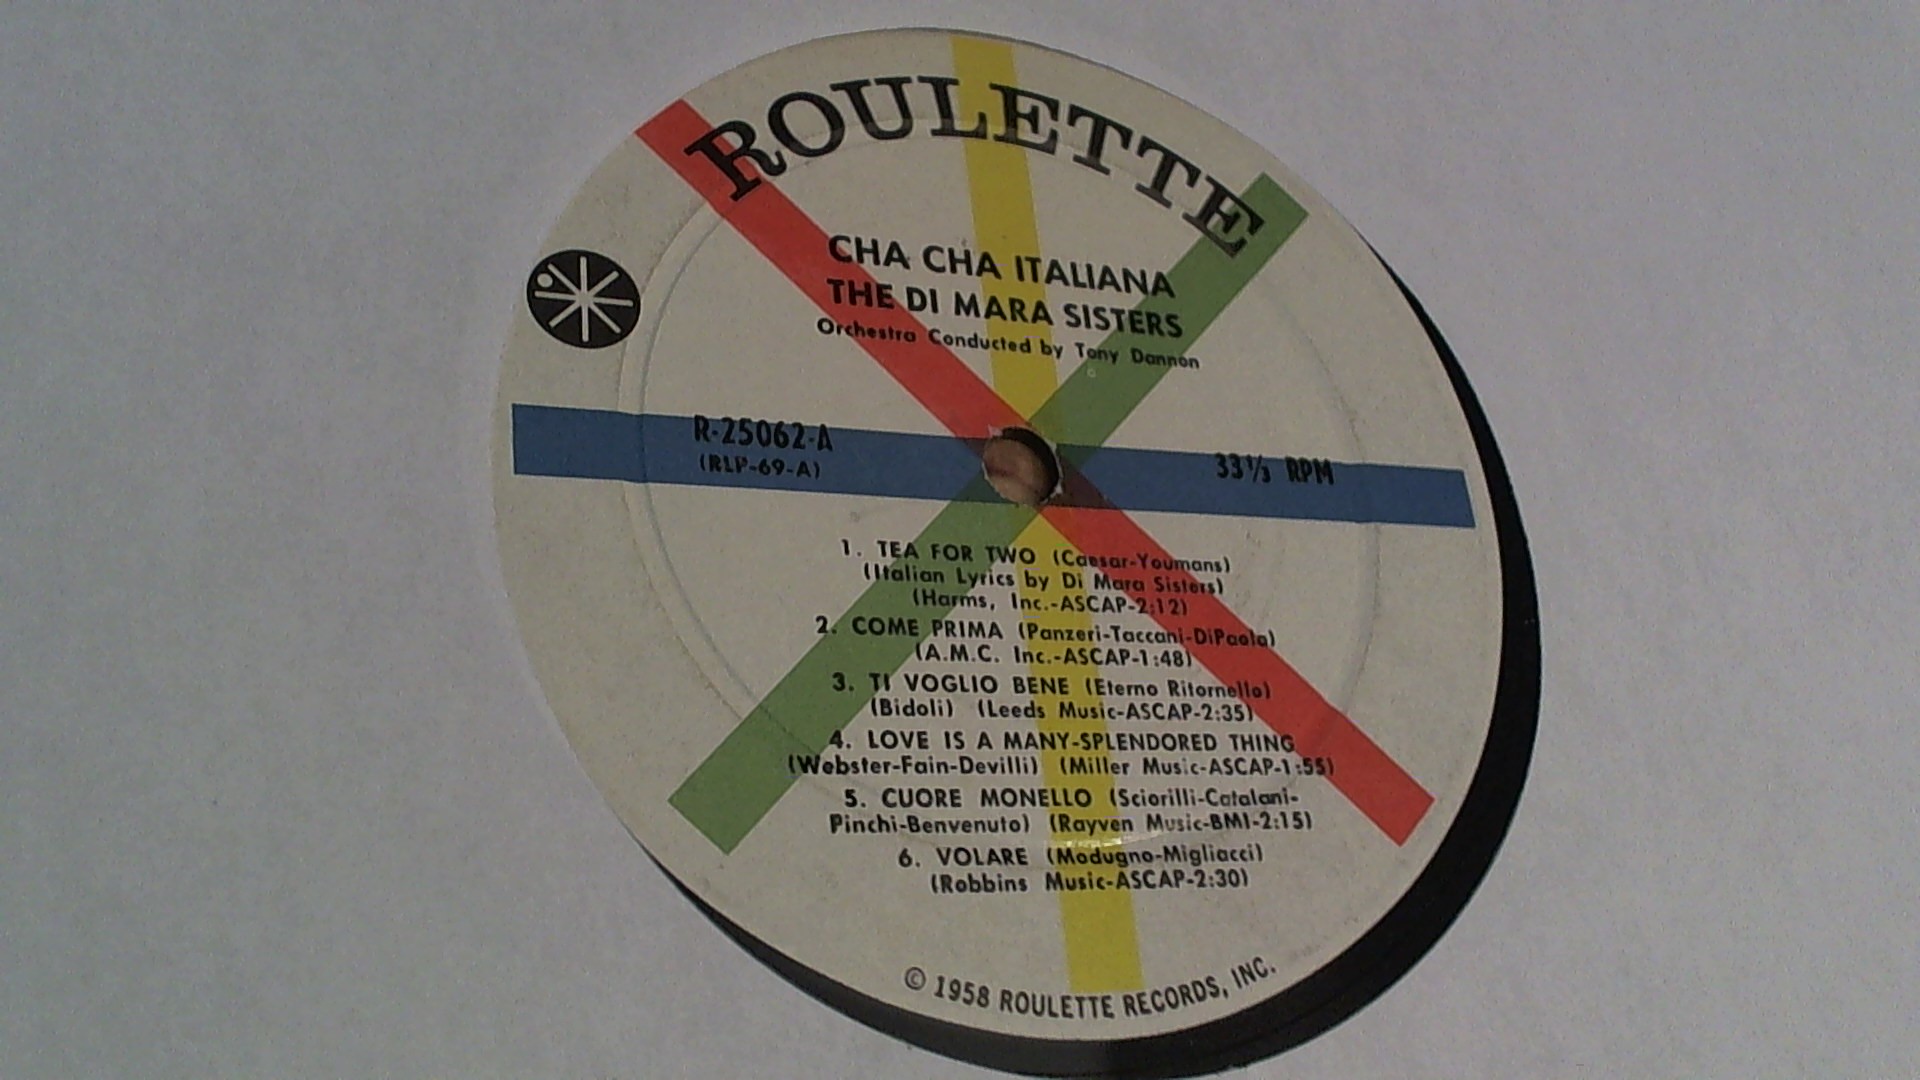 ROULETTE
CHA CHA ITALIANA
THE DI MARA SISTERS
Orchestra Conducted by Tony Dannon
R-25062-A
(RLP-69-A)
33⅓ RPM
1. TEA FOR TWO (Caesar-Youmans)
(Italian Lyrics by Di Mara Sisters)
(Harms, Inc.-ASCAP-2:12)
2. COME PRIMA (Panzeri-Taccani-DiPaola)
(A.M.C. Inc.-ASCAP-1:48)
3. TI VOGLIO BENE (Eterno Ritornello)
(Bidoli) (Leeds Music-ASCAP-2:35)
4. LOVE IS A MANY-SPLENDORED THING
(Webster-Fain-Devilli) (Miller Music-ASCAP-1:55)
5. CUORE MONELLO (Sciorilli-Catalani-
Pinchi-Benvenuto) (Rayven Music-BMI-2:15)
6. VOLARE (Modugno-Migliacci)
(Robbins Music-ASCAP-2:30)
© 1958 ROULETTE RECORDS, INC.